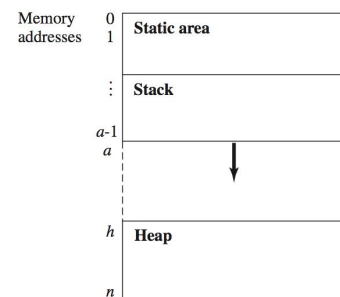 Memory
addresses
0
1
Static area
⋮
Stack
a-1
a
h
Heap
n